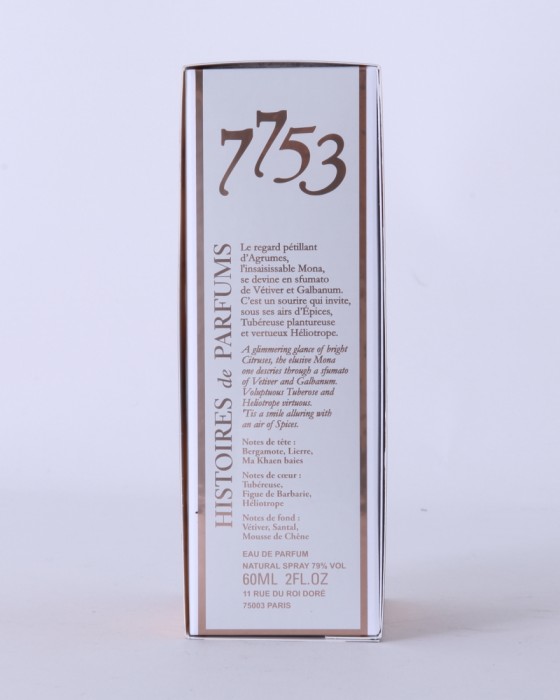 7753
HISTOIRES de PARFUMS
Le regard pétillant
d'Agrumes,
l'insaisissable Mona,
se devine en sfumato
de Vétiver et Galbanum.
C'est un sourire qui invite,
sous ses airs d'Épices,
Tubéreuse plantureuse
et vertueux Héliotrope.
A glimmering glance of bright
Citruses, the elusive Mona
one descries through a sfumato
of Vetiver and Galbanum.
Voluptuous Tuberose and
Heliotrope virtuous.
'Tis a smile alluring with
an air of Spices.
Notes de tête :
Bergamote, Lierre,
Ma Khaen baies
Notes de cœur :
Tubéreuse,
Figue de Barbarie,
Héliotrope
Notes de fond :
Vétiver, Santal,
Mousse de Chêne
EAU DE PARFUM
NATURAL SPRAY 79% VOL
60ML 2FL.OZ
11 RUE DU ROI DORÉ
75003 PARIS